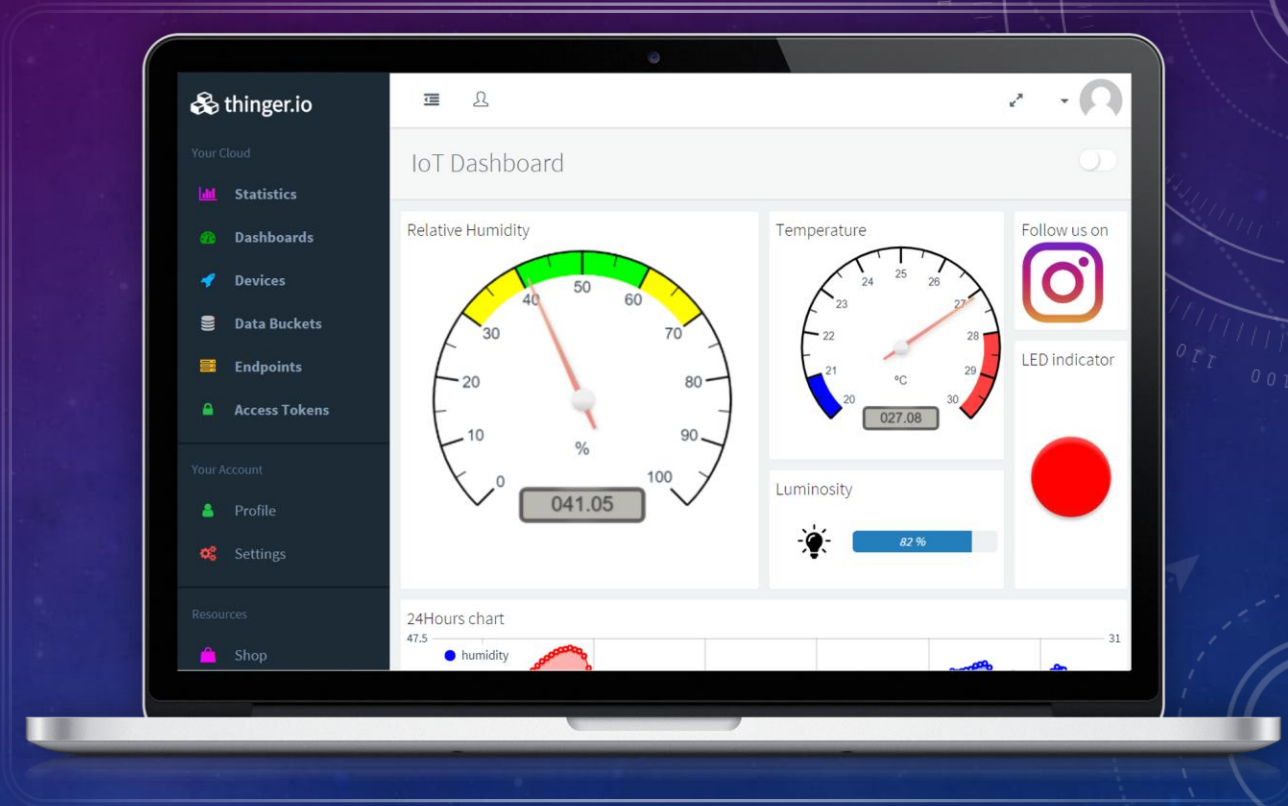 thinger.io
Your Cloud
Statistics
Dashboards
Devices
Data Buckets
Endpoints
Access Tokens
Your Account
Profile
Settings
Resources
Shop
IoT Dashboard
Relative Humidity
0
10
20
30
40
50
60
70
80
90
100
%
041.05
Temperature
20
21
22
23
24
25
26
27
28
29
30
°C
027.08
Luminosity
82 %
Follow us on
LED indicator
24Hours chart
47.5
31
humidity